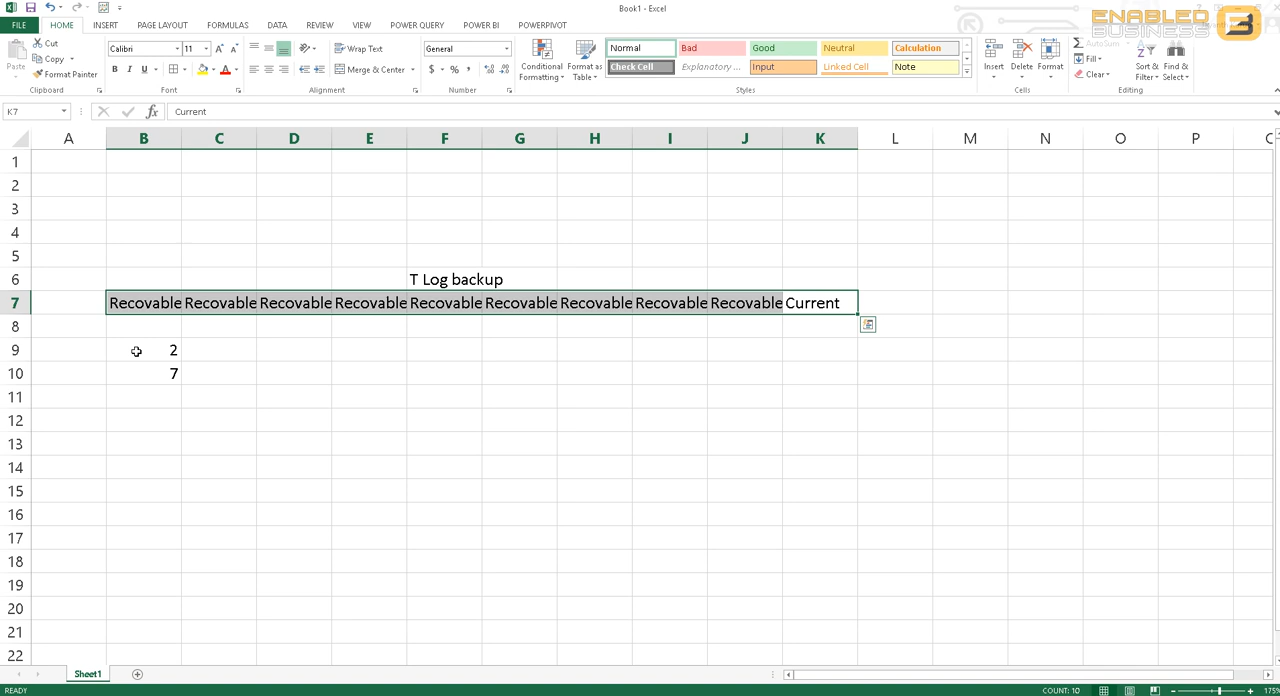 Book1 - Excel
ENABLED
BUSINESS
FILE HOME INSERT PAGE LAYOUT FORMULAS DATA REVIEW VIEW POWER QUERY POWER BI POWERPIVOT
Cut
Copy
Format Painter
Paste
Clipboard
Calibri 11
B I U
Font
Wrap Text
Merge & Center
Alignment
General
$ % ,
Number
Conditional
Formatting
Format as
Table
Normal Bad Good Neutral Calculation
Check Cell Explanatory ... Input Linked Cell Note
Styles
Insert Delete Format
Cells
AutoSum
Fill
Clear
Sort &
Filter
Find &
Select
Editing
K7 fx Current
A B C D E F G H I J K L M N O P
1
2
3
4
5
6 T Log backup
7 Recovable Recovable Recovable Recovable Recovable Recovable Recovable Recovable Recovable Current
8
9 2
10 7
11
12
13
14
15
16
17
18
19
20
21
22
Sheet1
READY COUNT: 10